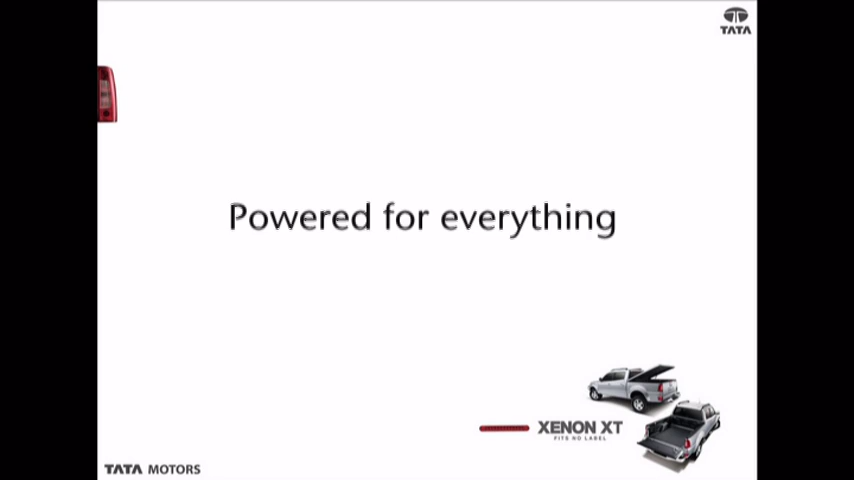 TATA
Powered for everything
XENON XT
FITS NO LABEL
TATA MOTORS